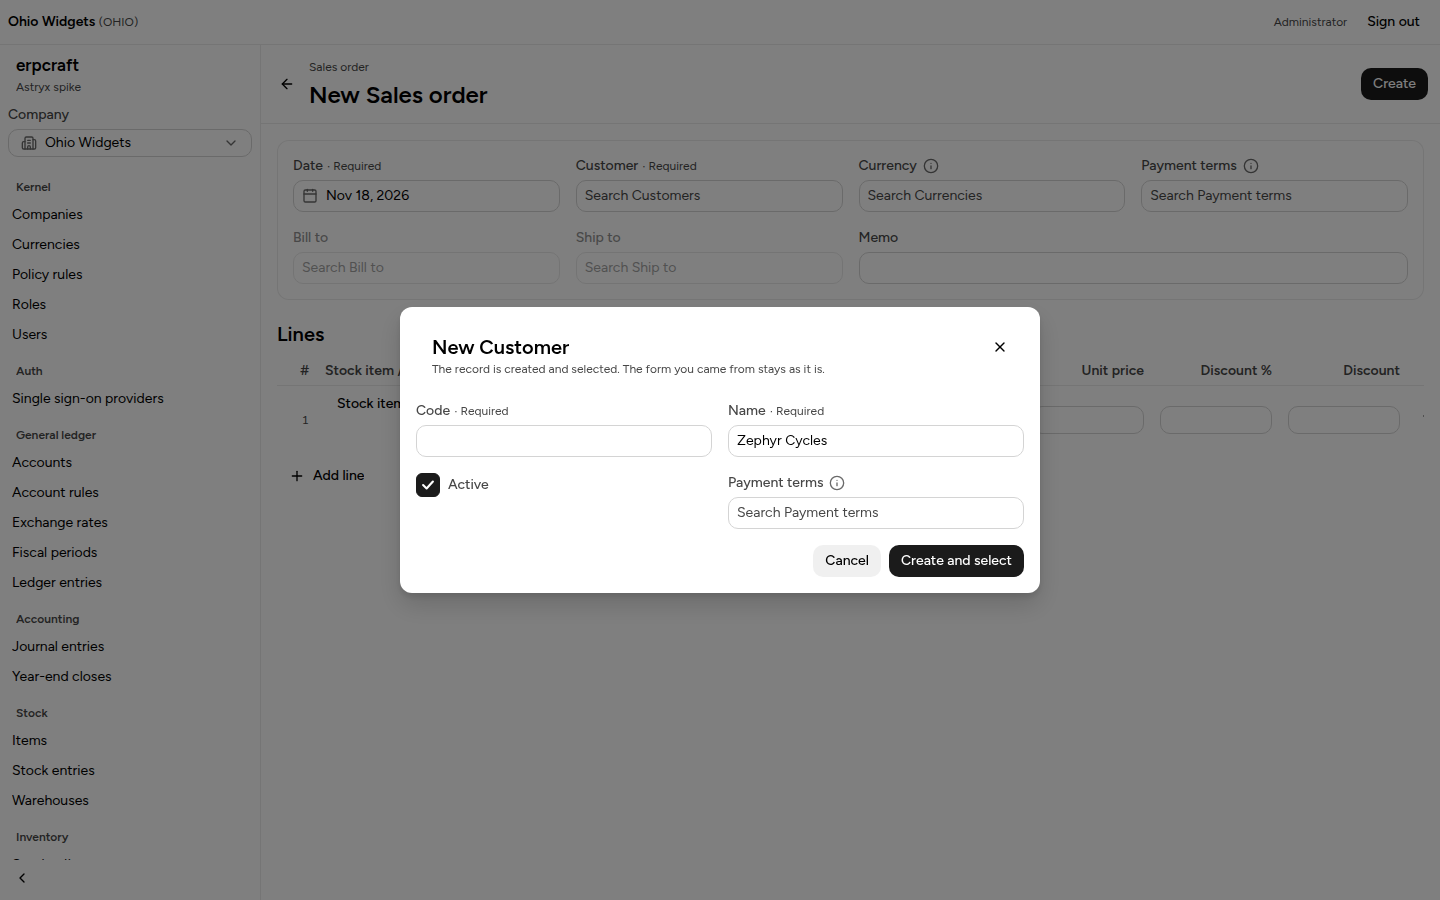 Ohio Widgets (OHIO)
Administrator
Sign out
erpcraft
Astryx spike
Company
Ohio Widgets
Kernel
Companies
Currencies
Policy rules
Roles
Users
Auth
Single sign-on providers
General ledger
Accounts
Account rules
Exchange rates
Fiscal periods
Ledger entries
Accounting
Journal entries
Year-end closes
Stock
Items
Stock entries
Warehouses
Inventory
Sales order
New Sales order
Create
Date · Required
Customer · Required
Currency
Payment terms
Nov 18, 2026
Search Customers
Search Currencies
Search Payment terms
Bill to
Ship to
Memo
Search Bill to
Search Ship to
Lines
# Stock item
Unit price
Discount %
Discount
1
Stock item
Add line
New Customer
The record is created and selected. The form you came from stays as it is.
Code · Required
Name · Required
Zephyr Cycles
Active
Payment terms
Search Payment terms
Cancel
Create and select